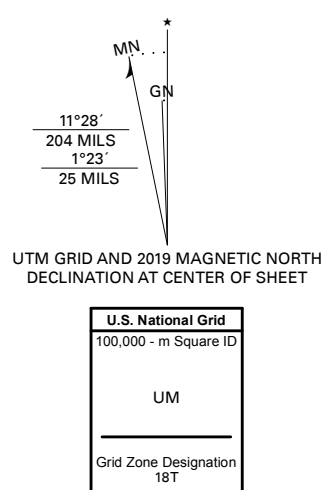 MN
GN
11°28´
204 MILS
1°23´
25 MILS
UTM GRID AND 2019 MAGNETIC NORTH
DECLINATION AT CENTER OF SHEET
U.S. National Grid
100,000 - m Square ID
UM
Grid Zone Designation
18T